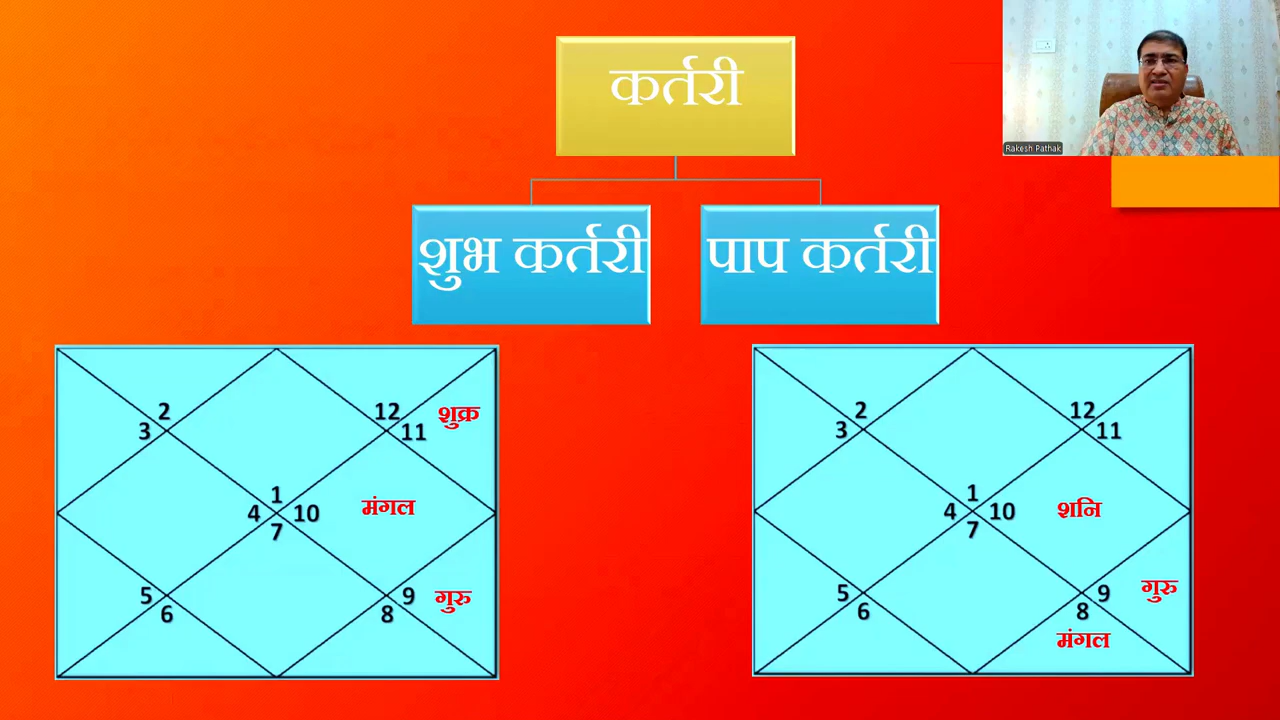 कर्तरी
Rakesh Pathak
शुभ कर्तरी
पाप कर्तरी
2
3
12
शुक्र
11
1
4
10
मंगल
7
5
6
9
गुरु
8
2
3
12
11
1
4
10
शनि
7
5
6
9
गुरु
8
मंगल